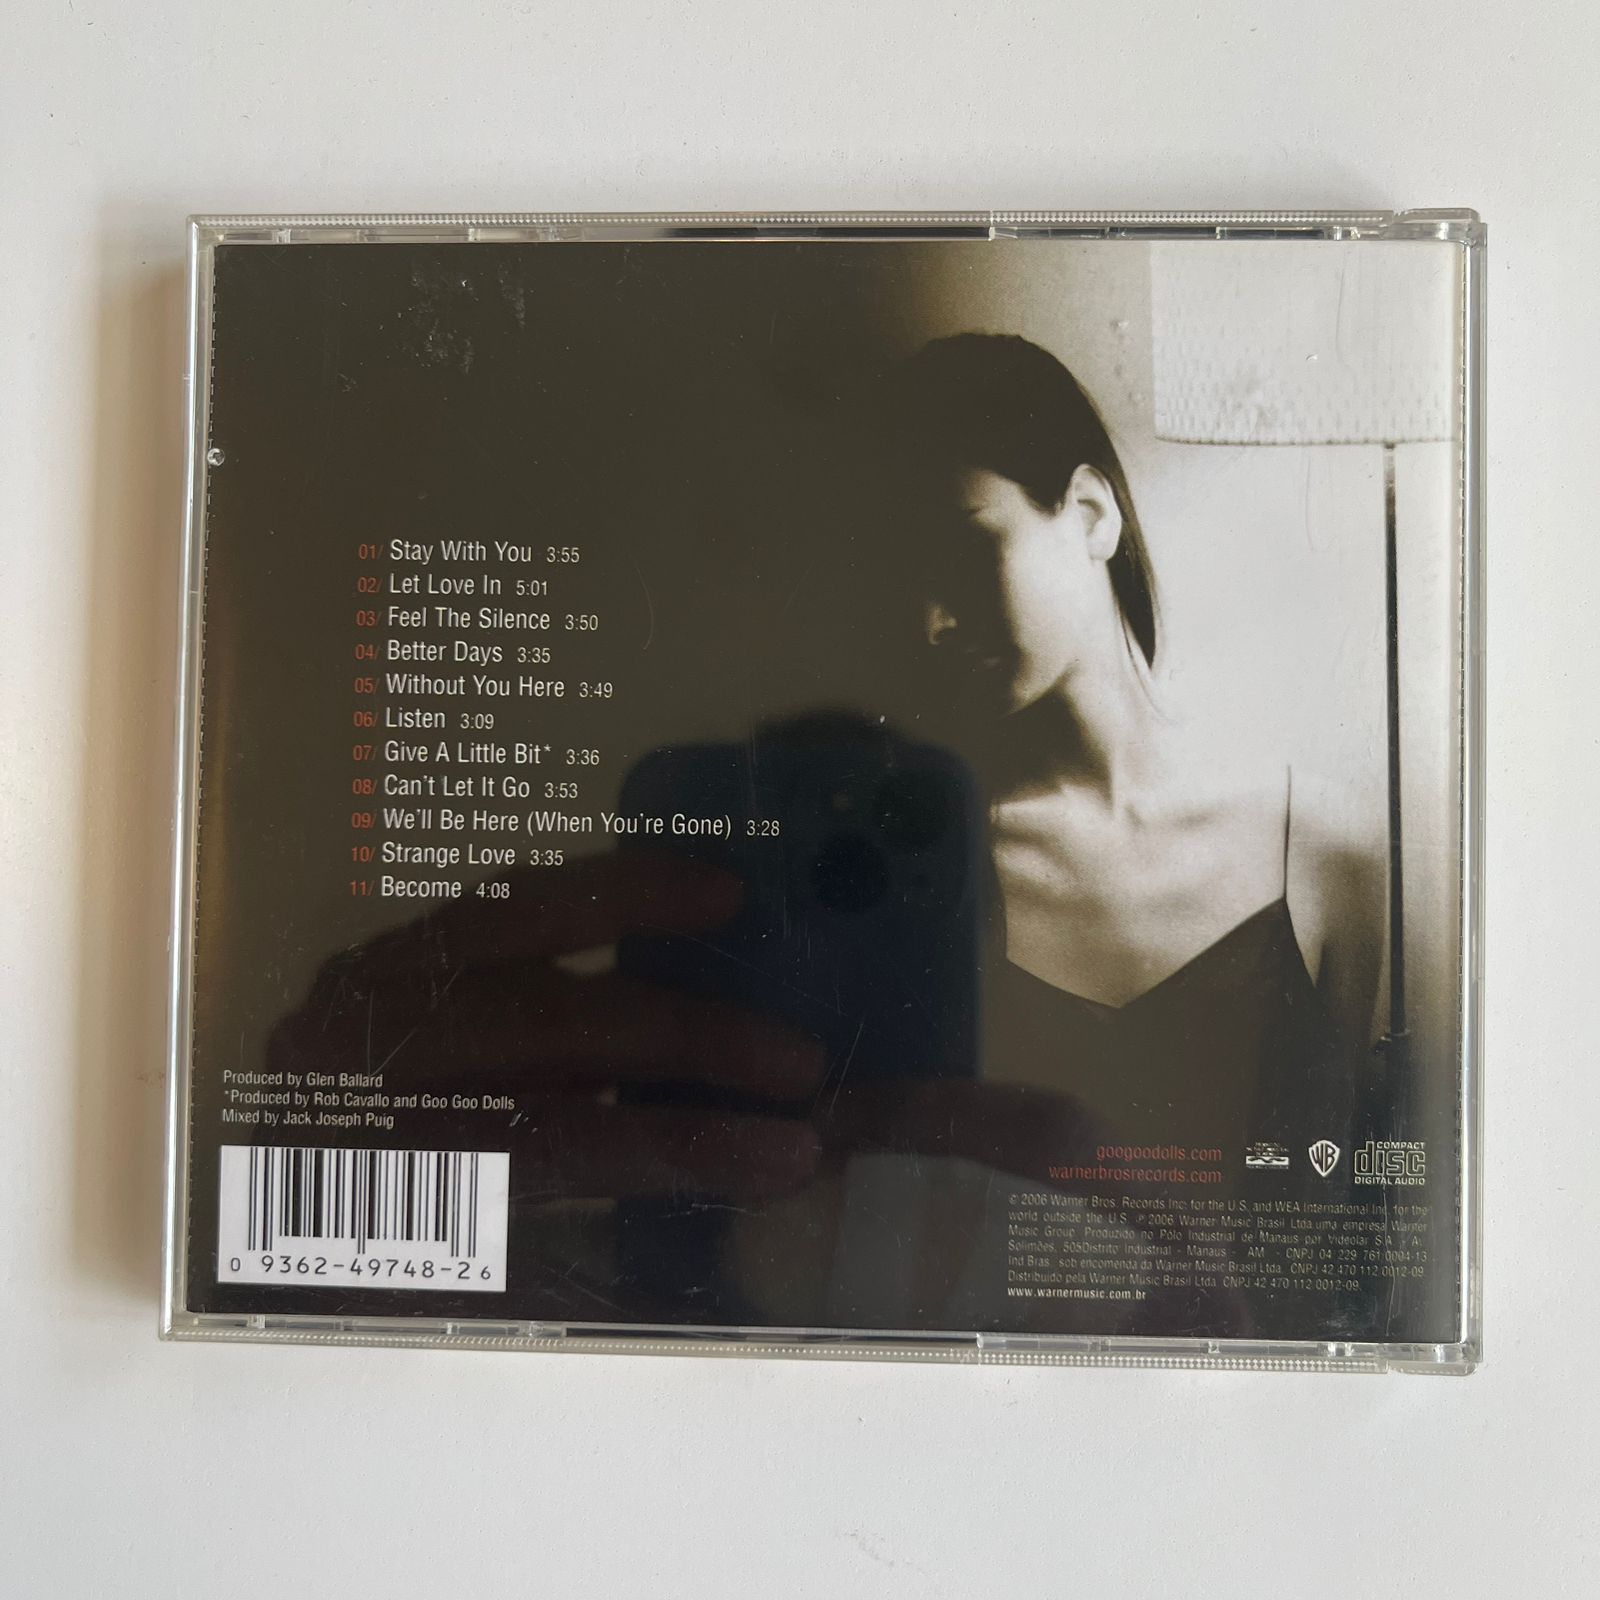 01/ Stay With You 3:55
02/ Let Love In 5:01
03/ Feel The Silence 3:50
04/ Better Days 3:35
05/ Without You Here 3:49
06/ Listen 3:09
07/ Give A Little Bit* 3:36
08/ Can't Let It Go 3:53
09/ We'll Be Here (When You're Gone) 3:28
10/ Strange Love 3:35
11/ Become 4:08
Produced by Glen Ballard
*Produced by Rob Cavallo and Goo Goo Dolls
Mixed by Jack Joseph Puig
0 93624-49748-2 6
googoodolls.com
warnerbrosrecords.com
WB
COMPACT
disc
DIGITAL AUDIO
© 2006 Warner Bros. Records Inc. for the U.S. and WEA International Inc. for the
world outside the U.S. ℗ 2006 Warner Music Brasil Ltda.uma empresa Warner
Music Group. Produzido no Pólo Industrial de Manaus por Videolar S.A. - Av.
Solimões, 505Distrito Industrial - Manaus - AM - CNPJ 04 229 761 0004-13
Ind Bras., sob encomenda da Warner Music Brasil Ltda. CNPJ 42 470 112 0012-09.
Distribuido pela Warner Music Brasil Ltda. CNPJ 42 470 112 0012-09.
www.warnermusic.com.br